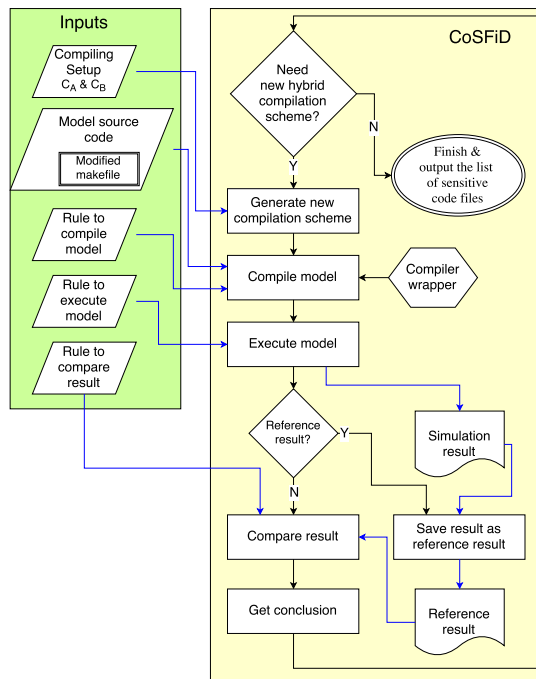 Inputs
Compiling
Setup
C_A & C_B
Model source
code
Modified
makefile
Rule to
compile
model
Rule to
execute
model
Rule to
compare
result
CoSFiD
Need
new hybrid
compilation
scheme?
N
Y
Finish &
output the list
of sensitive
code files
Generate new
compilation scheme
Compile model
Compiler
wrapper
Execute model
Reference
result?
Y
N
Simulation
result
Compare result
Save result as
reference result
Get conclusion
Reference
result